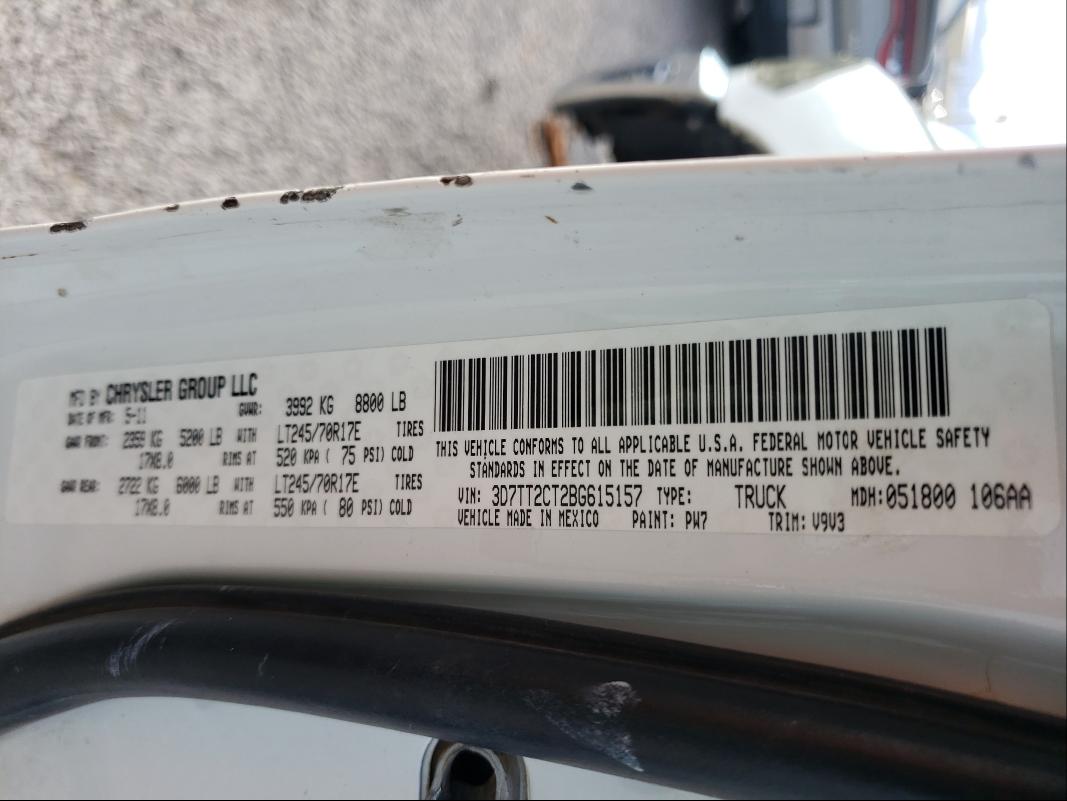 MFD BY CHRYSLER GROUP LLC
DATE OF MFR: 5-11 GVWR: 3992 KG 8800 LB
GAWR FRONT: 2359 KG 5200 LB WITH LT245/70R17E TIRES
17X8.0 RIMS AT 520 KPA ( 75 PSI) COLD
GAWR REAR: 2722 KG 6000 LB WITH LT245/70R17E TIRES
17X8.0 RIMS AT 550 KPA ( 80 PSI) COLD
THIS VEHICLE CONFORMS TO ALL APPLICABLE U.S.A. FEDERAL MOTOR VEHICLE SAFETY
STANDARDS IN EFFECT ON THE DATE OF MANUFACTURE SHOWN ABOVE.
VIN: 3D7TT2CT2BG615157 TYPE: TRUCK MDH: 051800 106AA
VEHICLE MADE IN MEXICO PAINT: PW7 TRIM: V9V3